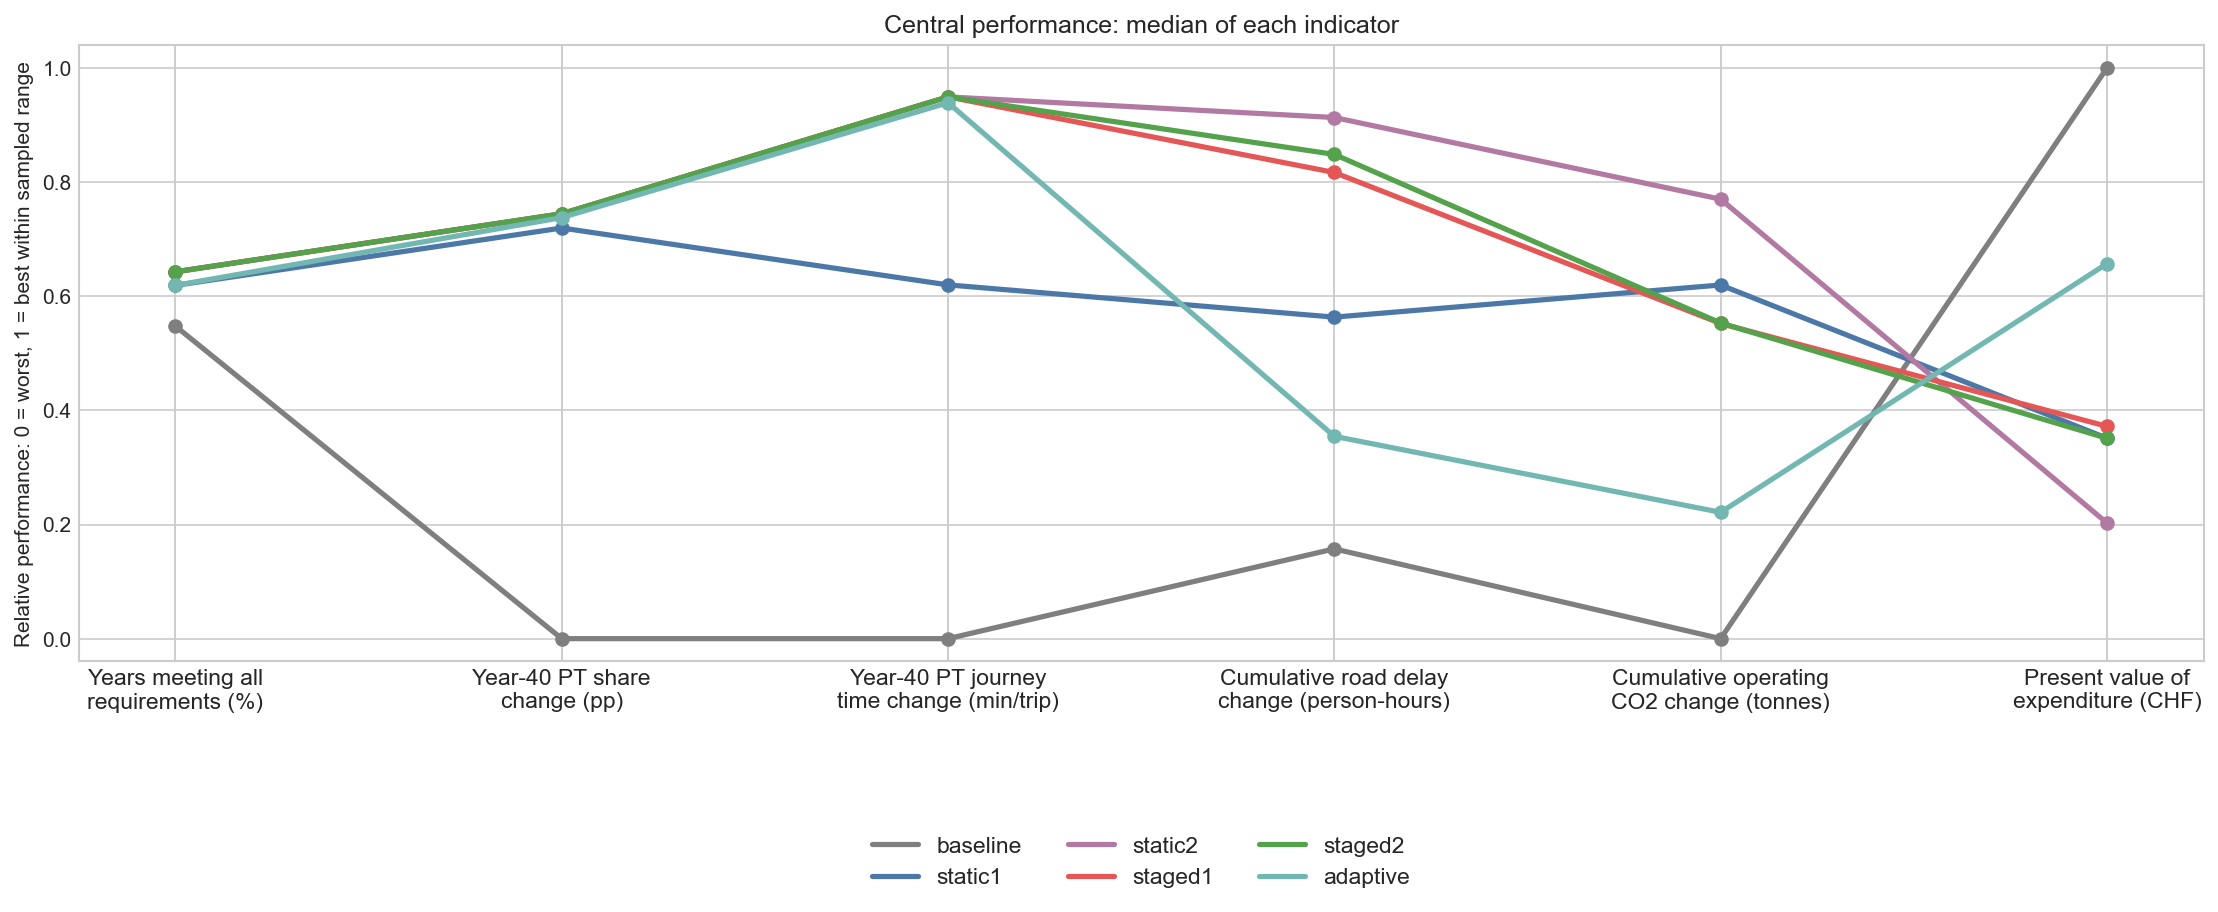 Central performance: median of each indicator
Relative performance: 0 = worst, 1 = best within sampled range
1.0
0.8
0.6
0.4
0.2
0.0
Years meeting all
requirements (%)
Year-40 PT share
change (pp)
Year-40 PT journey
time change (min/trip)
Cumulative road delay
change (person-hours)
Cumulative operating
CO2 change (tonnes)
Present value of
expenditure (CHF)
baseline
static1
static2
staged1
staged2
adaptive